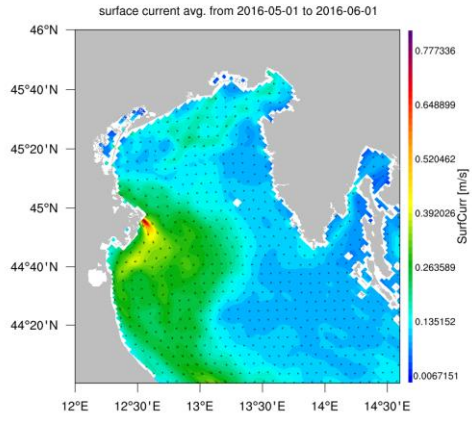 surface current avg. from 2016-05-01 to 2016-06-01
46°N
45°40'N
45°20'N
45°N
44°40'N
44°20'N
12°E
12°30'E
13°E
13°30'E
14°E
14°30'E
0.777336
0.648899
0.520462
0.392026
0.263589
0.135152
0.0067151
SurfCurr [m/s]